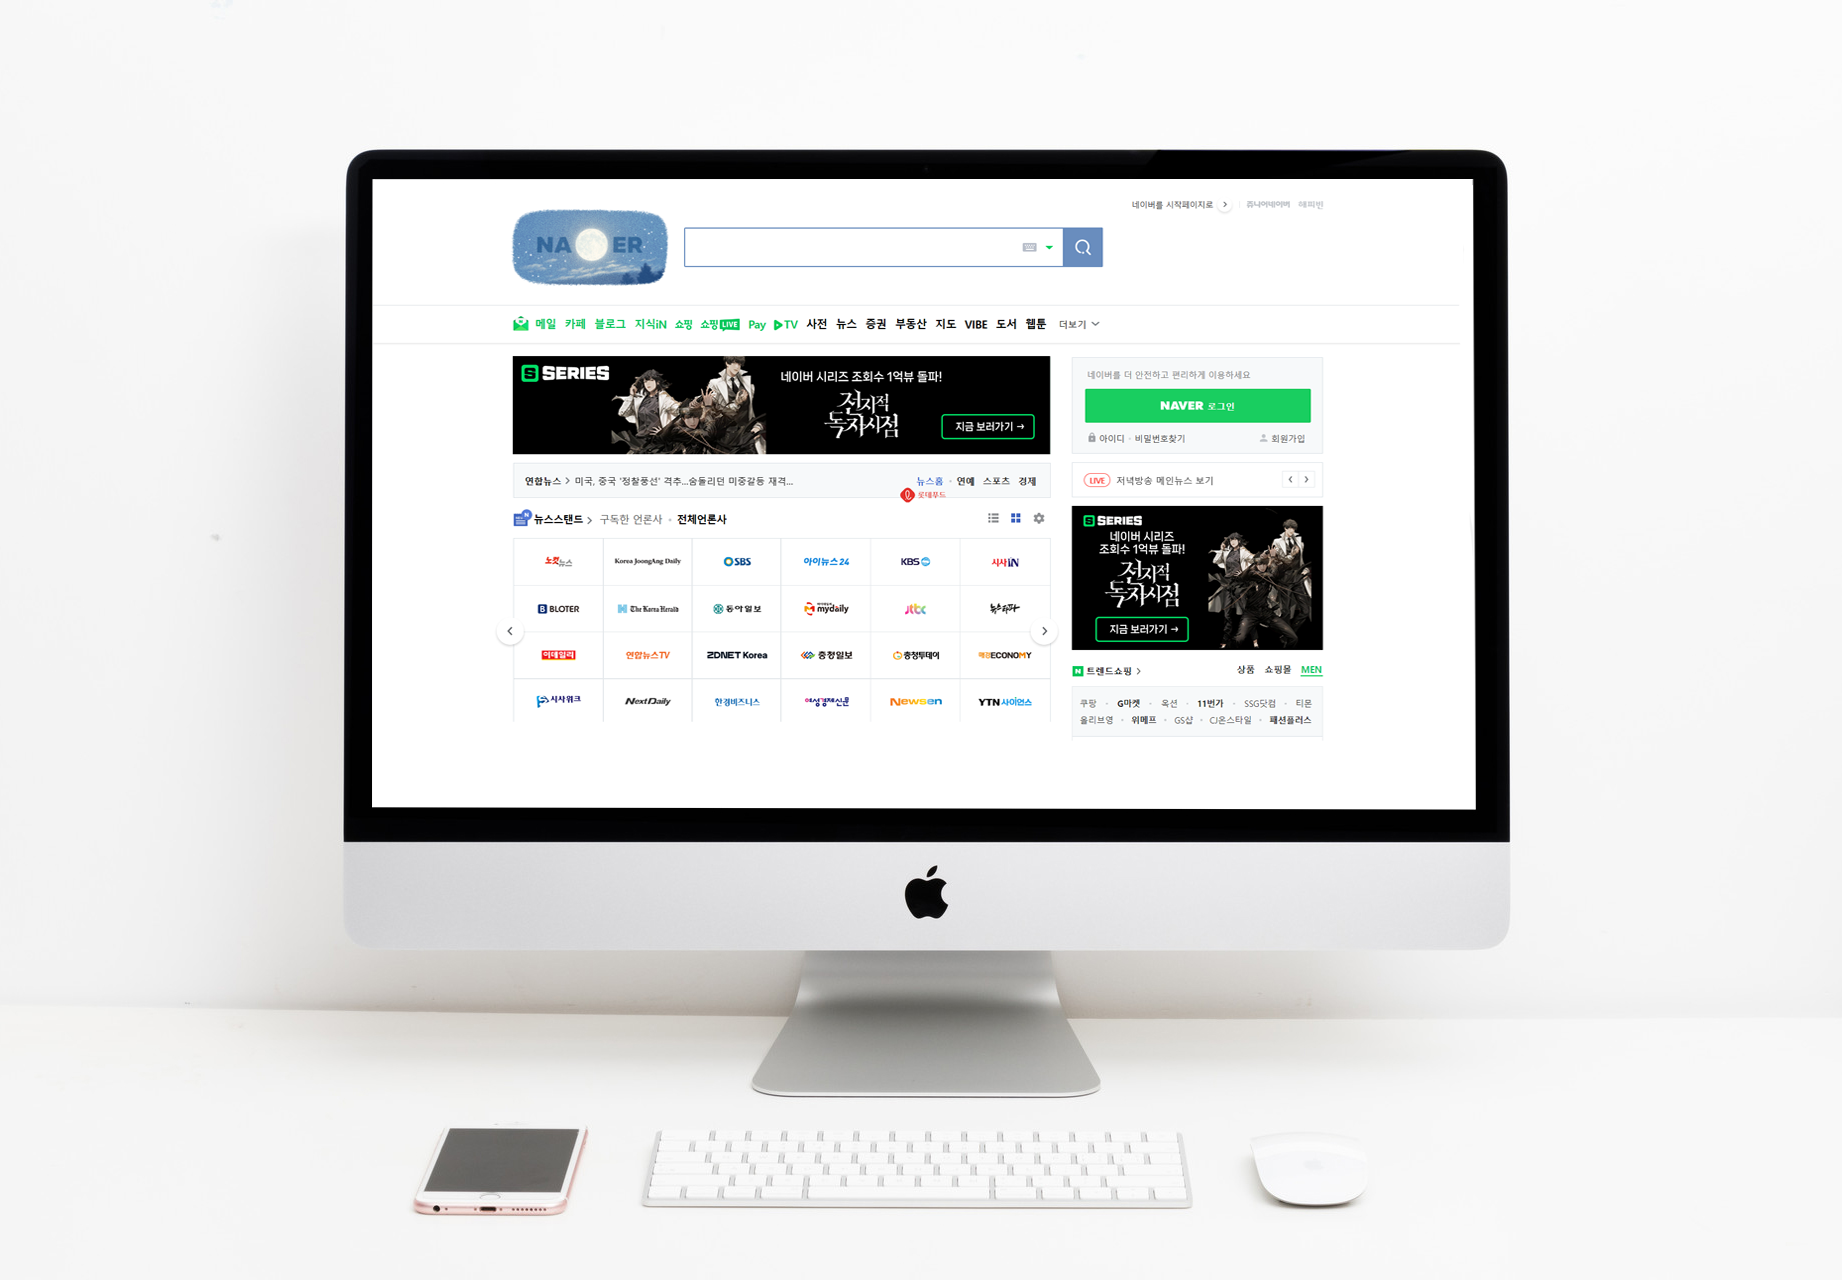 네이버를 시작페이지로 쥬니어네이버 해피빈
NA ER
메일 카페 블로그 지식iN 쇼핑 쇼핑LIVE Pay TV 사전 뉴스 증권 부동산 지도 VIBE 도서 웹툰 더보기
SERIES
네이버 시리즈 조회수 1억뷰 돌파!
전지적
독자시점
지금 보러가기 →
네이버를 더 안전하고 편리하게 이용하세요
NAVER 로그인
아이디 · 비밀번호찾기 회원가입
연합뉴스 > 미국, 중국 '정찰풍선' 격추...숨돌리던 미중갈등 재격... 뉴스홈 · 연예 스포츠 경제
롯데푸드
LIVE 저녁방송 메인뉴스 보기
뉴스스탠드 > 구독한 언론사 · 전체언론사
노컷뉴스 Korea JoongAng Daily SBS 아이뉴스24 KBS 시사IN
BLOTER The Korea Herald 동아일보 mydaily jtbc 뉴스타파
이데일리 연합뉴스TV ZDNET Korea 충청일보 충청투데이 매경ECONOMY
시사위크 NextDaily 한경비즈니스 여성경제신문 Newsen YTN 사이언스
SERIES
네이버 시리즈
조회수 1억뷰 돌파!
전지적
독자시점
지금 보러가기 →
트렌드쇼핑 > 상품 쇼핑몰 MEN
쿠팡 · G마켓 · 옥션 · 11번가 · SSG닷컴 · 티몬
올리브영 · 위메프 · GS샵 · CJ온스타일 · 패션플러스